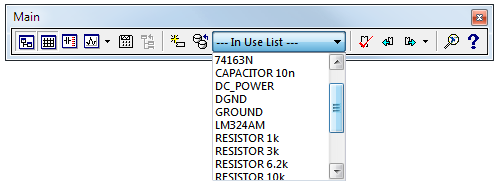 Main
--- In Use List ---
74163N
CAPACITOR 10n
DC_POWER
DGND
GROUND
LM324AM
RESISTOR 1k
RESISTOR 3k
RESISTOR 6.2k
RESISTOR 10k